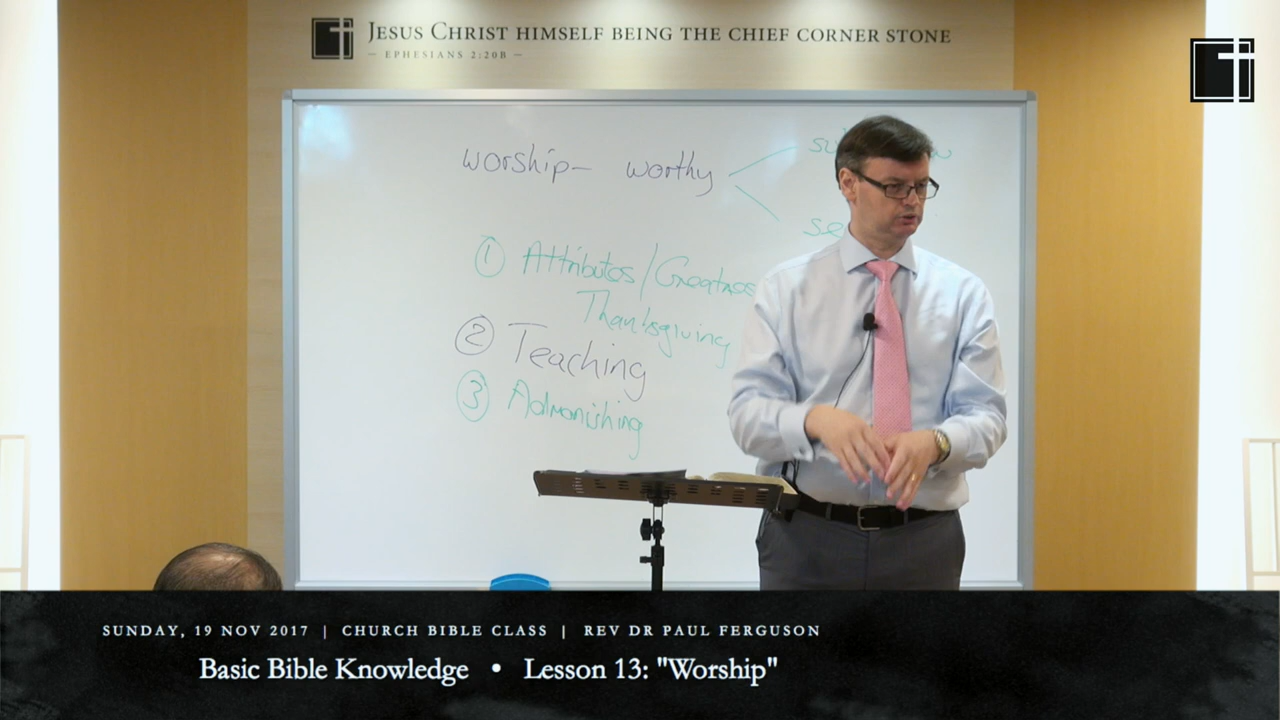 JESUS CHRIST HIMSELF BEING THE CHIEF CORNER STONE
– EPHESIANS 2:20B –
worship – worthy
① Attributes/Greatness
Thanksgiving
② Teaching
③ Admonishing
SUNDAY, 19 NOV 2017 | CHURCH BIBLE CLASS | REV DR PAUL FERGUSON
Basic Bible Knowledge • Lesson 13: "Worship"